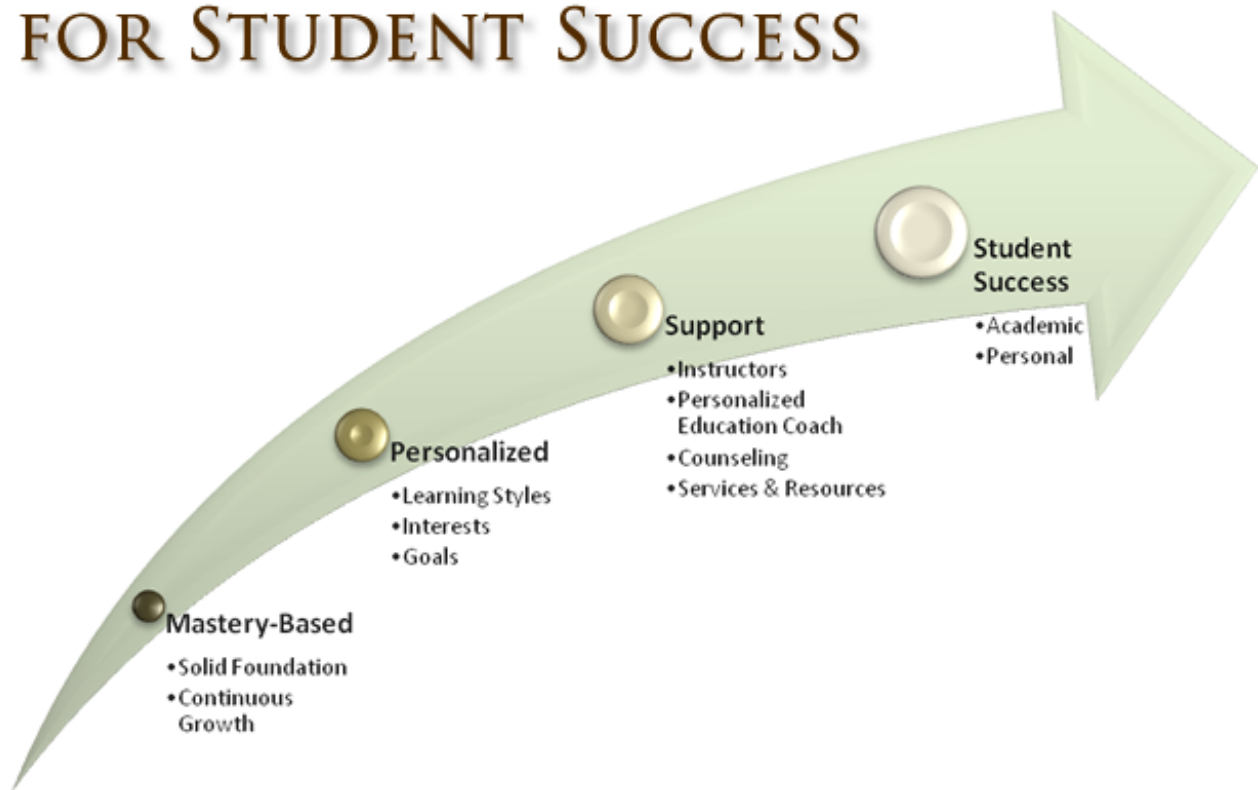 FOR STUDENT SUCCESS
Mastery-Based
•Solid Foundation
•Continuous
Growth
Personalized
•Learning Styles
•Interests
•Goals
Support
•Instructors
•Personalized
Education Coach
•Counseling
•Services & Resources
Student
Success
•Academic
•Personal